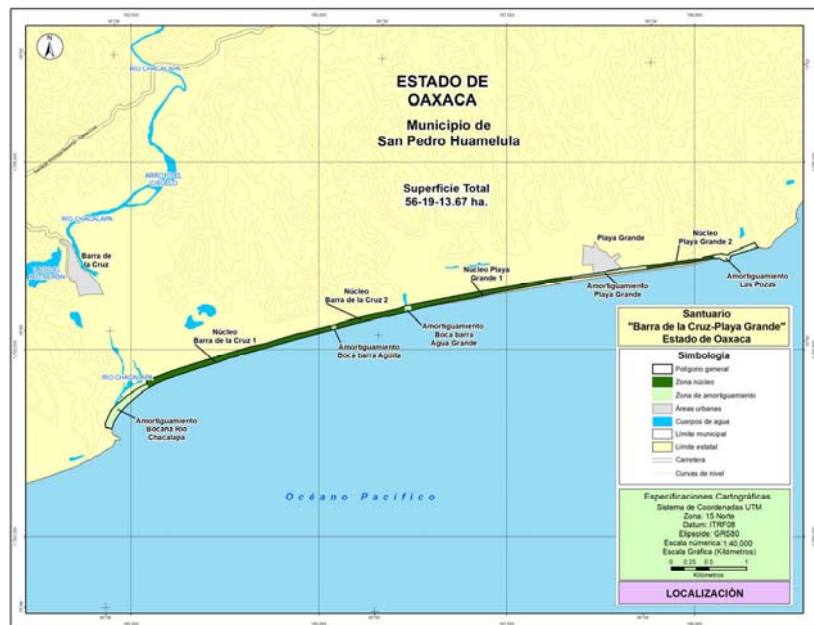 N
RIO CHACALAPA
ESTADO DE
OAXACA
Municipio de
San Pedro Huamelula
ARROYO EL
CIRUELO
Superficie Total
56-19-13.67 ha.
RIO CHACALAPA
Barra de
la Cruz
Playa Grande
Núcleo
Playa Grande 2
Núcleo Playa
Grande 1
Núcleo
Barra de la Cruz 2
Amortiguamiento
Las Pozas
Amortiguamiento
Playa Grande
Núcleo
Barra de la Cruz 1
Amortiguamiento
Boca barra
Agua Grande
Amortiguamiento
Boca barra Aguita
RIO CHACALAPA
Amortiguamiento
Bocana Río
Chacalapa
Océano Pacífico
Santuario
"Barra de la Cruz-Playa Grande"
Estado de Oaxaca
Simbología
Polígono general
Zona núcleo
Zona de amortiguamiento
Áreas urbanas
Cuerpos de agua
Límite municipal
Límite estatal
Carretera
Curvas de nivel
Especificaciones Cartográficas
Sistema de Coordenadas UTM
Zona: 15 Norte
Datum: ITRF08
Elipsoide: GRS80
Escala númerica:1:40,000
Escala Gráfica (Kilómetros)
0 0.25 0.5 1
Kilómetros
LOCALIZACIÓN